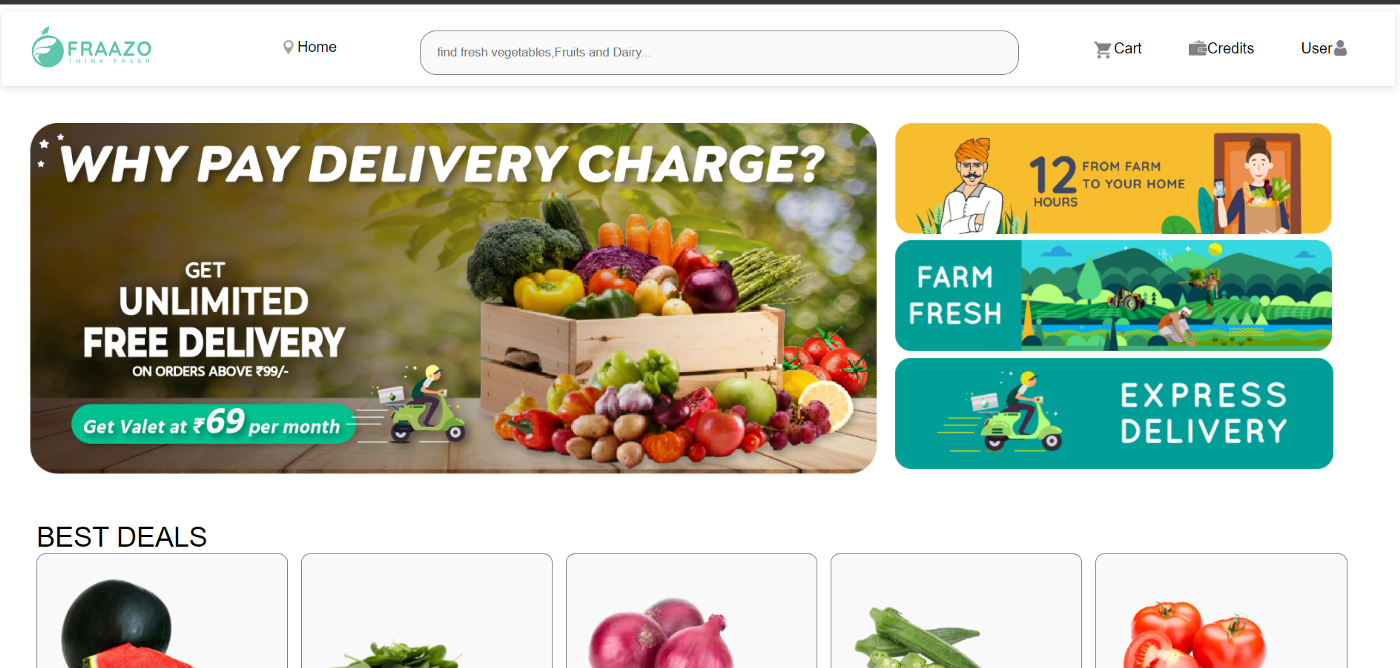 FRAAZO
THINK FRESH
Home
find fresh vegetables,Fruits and Dairy...
Cart
Credits
User
WHY PAY DELIVERY CHARGE?
GET
UNLIMITED
FREE DELIVERY
ON ORDERS ABOVE ₹99/-
Get Valet at ₹69 per month
12
HOURS
FROM FARM
TO YOUR HOME
FARM
FRESH
EXPRESS
DELIVERY
BEST DEALS